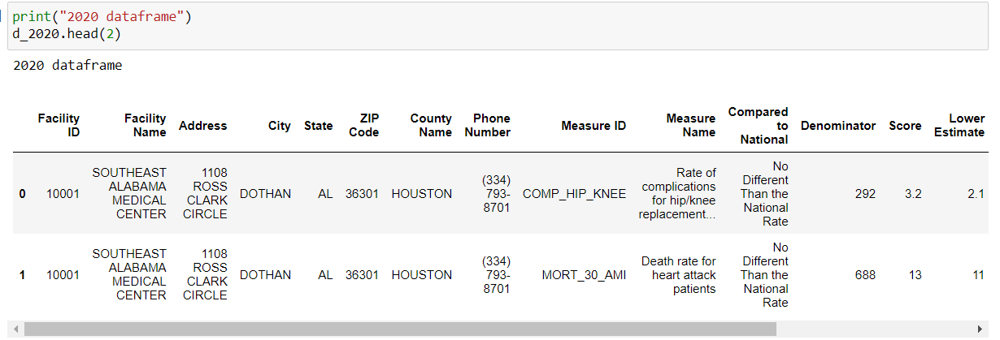 print("2020 dataframe")
d_2020.head(2)
2020 dataframe
Facility ID Facility Name Address City State ZIP Code County Name Phone Number Measure ID Measure Name Compared to National Denominator Score Lower Estimate
0 10001 SOUTHEAST ALABAMA MEDICAL CENTER 1108 ROSS CLARK CIRCLE DOTHAN AL 36301 HOUSTON (334) 793-8701 COMP_HIP_KNEE Rate of complications for hip/knee replacement... No Different Than the National Rate 292 3.2 2.1
1 10001 SOUTHEAST ALABAMA MEDICAL CENTER 1108 ROSS CLARK CIRCLE DOTHAN AL 36301 HOUSTON (334) 793-8701 MORT_30_AMI Death rate for heart attack patients No Different Than the National Rate 688 13 11